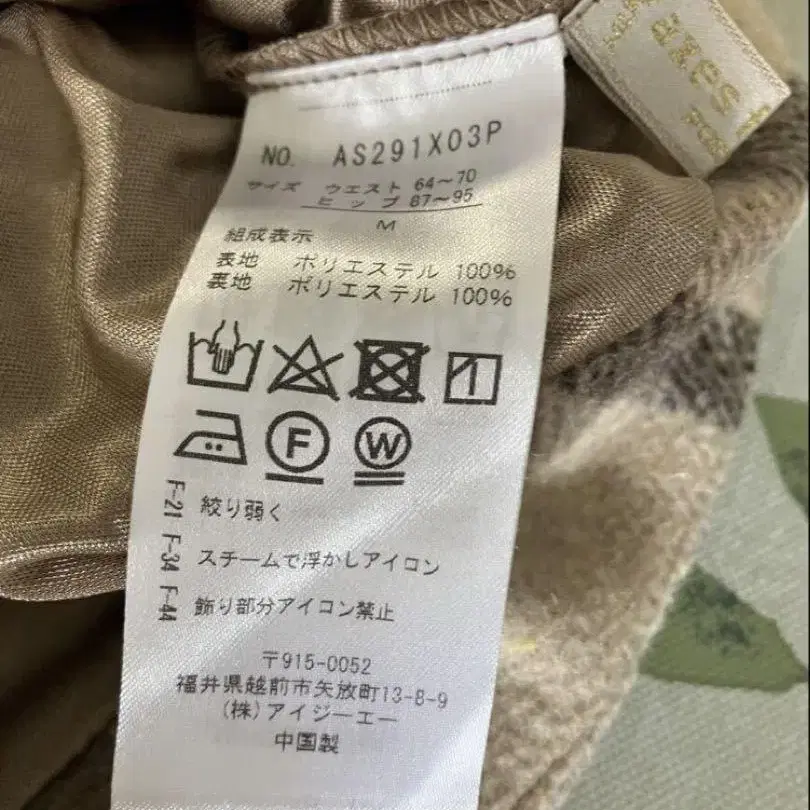 NO. AS291X03P
サイズ ウエスト 64〜70
ヒップ 87〜95
M
組成表示
表地 ポリエステル 100%
裏地 ポリエステル 100%
1
F W
F-21 絞り弱く
F-34 スチームで浮かしアイロン
F-44 飾り部分アイロン禁止
〒915-0052
福井県越前市矢放町13-8-9
(株)アイジーエー
中国製